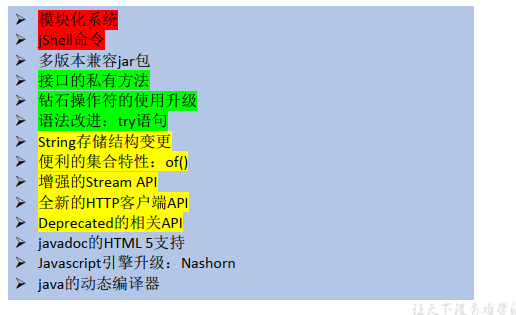 模块化系统
jShell命令
多版本兼容jar包
接口的私有方法
钻石操作符的使用升级
语法改进：try语句
String存储结构变更
便利的集合特性：of()
增强的Stream API
全新的HTTP客户端API
Deprecated的相关API
javadoc的HTML 5支持
Javascript引擎升级：Nashorn
java的动态编译器
让天下没有难学的